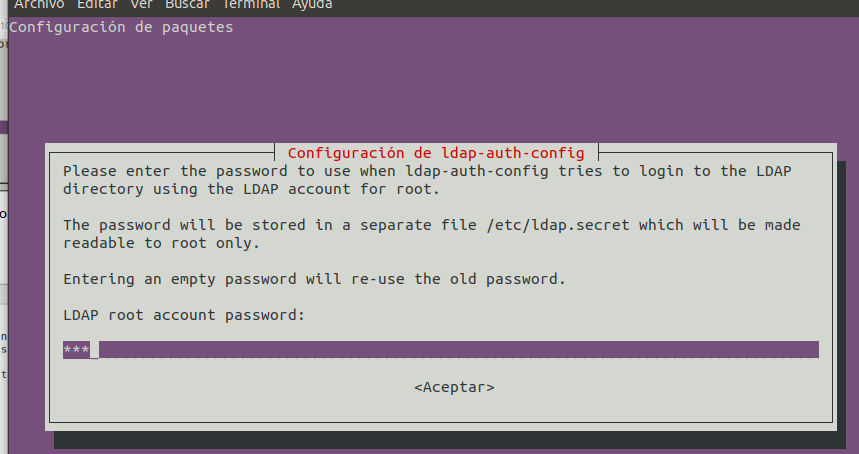 Archivo Editar Ver Buscar Terminal Ayuda
Configuración de paquetes
Configuración de ldap-auth-config
Please enter the password to use when ldap-auth-config tries to login to the LDAP
directory using the LDAP account for root.
The password will be stored in a separate file /etc/ldap.secret which will be made
readable to root only.
Entering an empty password will re-use the old password.
LDAP root account password:
***
<Aceptar>